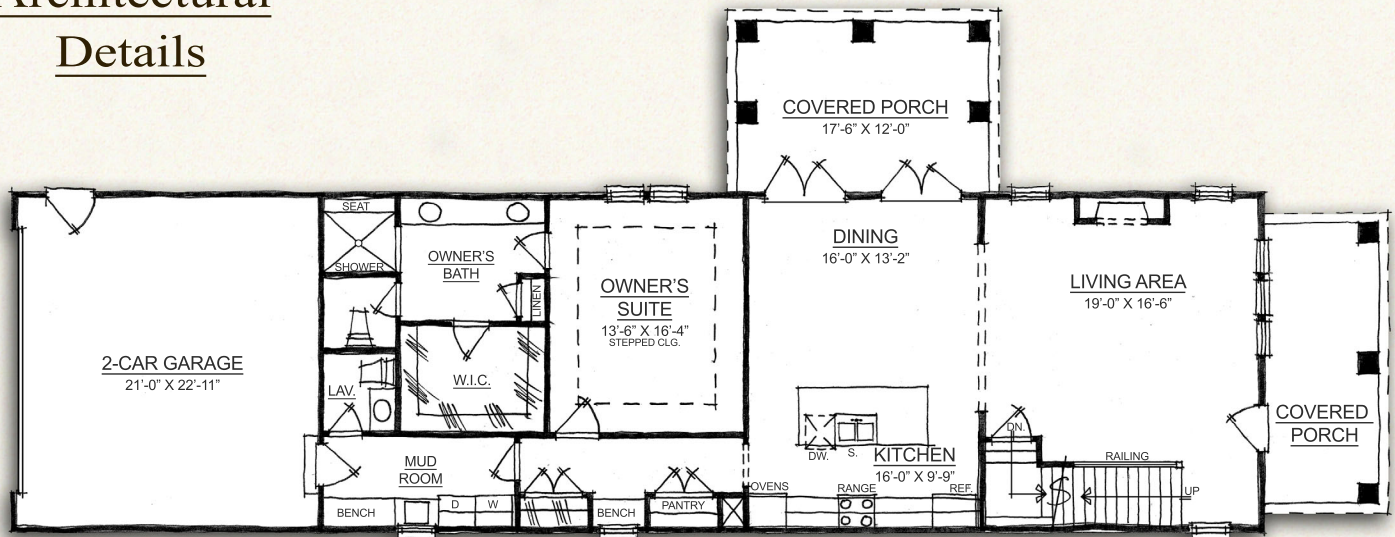 Architectural
Details
COVERED PORCH
17'-6” X 12'-0”
SEAT
SHOWER
OWNER'S
BATH
LINEN
OWNER'S
SUITE
13'-6” X 16'-4”
STEPPED CLG.
DINING
16'-0” X 13'-2”
LIVING AREA
19'-0” X 16'-6”
2-CAR GARAGE
21'-0” X 22'-11”
LAV.
W.I.C.
COVERED
PORCH
DN.
DW.
S.
KITCHEN
16'-0” X 9'-9”
RAILING
MUD
ROOM
OVENS
RANGE
REF.
UP
BENCH
D
W
BENCH
PANTRY
S